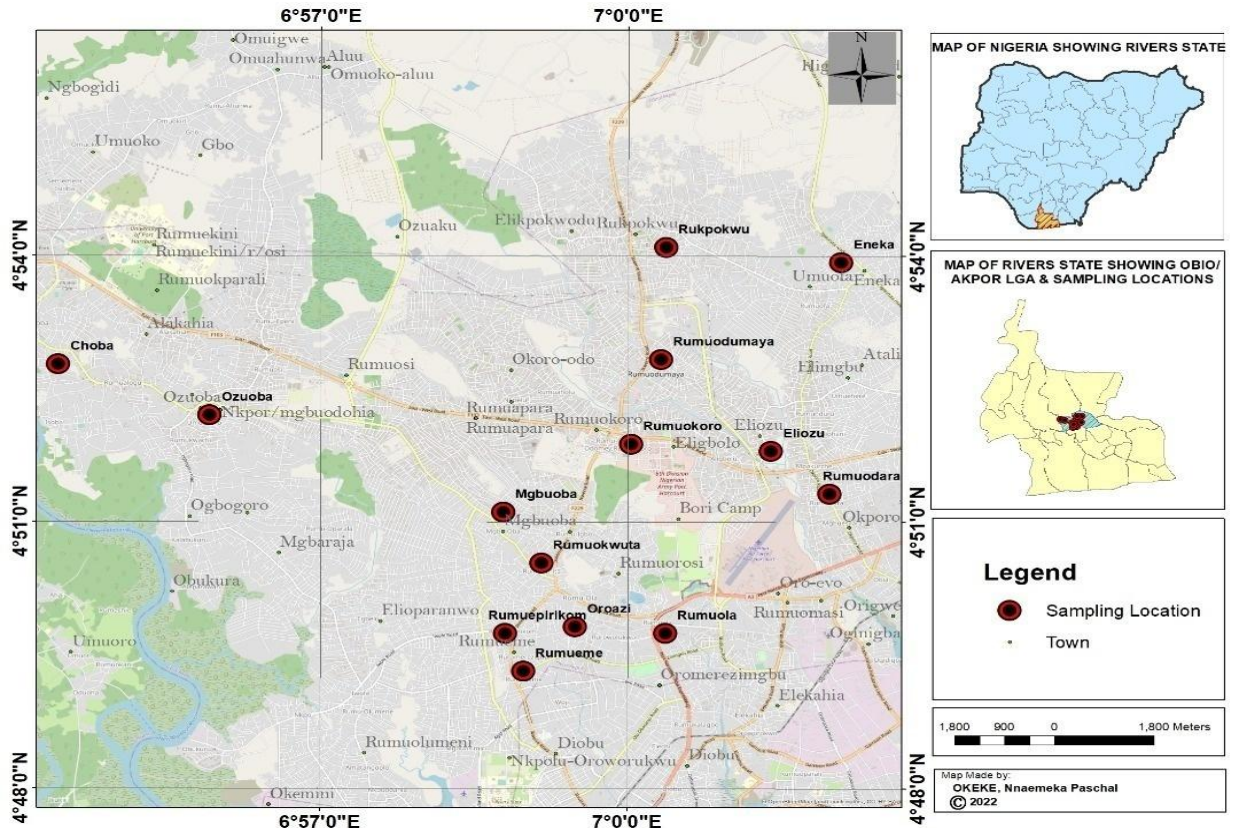 6°57'0"E
7°0'0"E
Omuigwe
Omuahunwa
Aluu
Omuoko-aluu
Ngbogidi
N
Umuoko
Gbo
Ozuaku
Elikpokwodu
Rukpokwu
Rukpokwu
Rumuekini
Rumuekini/r/osi
Eneka
4°54'0"N
4°54'0"N
Umuola
Eneka
Rumuokparali
Alakahia
Choba
Rumuodumaya
Rumuodumaya
Okoro-odo
Elimgbu
Atali
Rumuosi
Ozuoba
Ozuoba
Nkpor/mgbuodohia
Rumuapara
Rumuapara
Rumuokoro
Rumuokoro
Eligbolo
Eliozu
Eliozu
Rumuodara
Mgbuoba
Mgbuoba
Ogbogoro
Bori Camp
Okporo
4°51'0"N
4°51'0"N
Mgbaraja
Rumuokwuta
Rumuorosi
Obukura
Oro-evo
Elioparanwo
Rumuepirikom
Oroazi
Rumuola
Rumuomasi
Origwe
Oginigba
Umuoro
Rumueme
Rumueme
Oromerezimgbu
Elekahia
Rumuolumeni
Diobu
Nkpolu-Oroworukwu
Diobu
Okemini
4°48'0"N
4°48'0"N
6°57'0"E
7°0'0"E
MAP OF NIGERIA SHOWING RIVERS STATE
MAP OF RIVERS STATE SHOWING OBIO/
AKPOR LGA & SAMPLING LOCATIONS
Legend
Sampling Location
Town
1,800 900 0 1,800 Meters
Map Made by:
OKEKE, Nnaemeka Paschal
© 2022